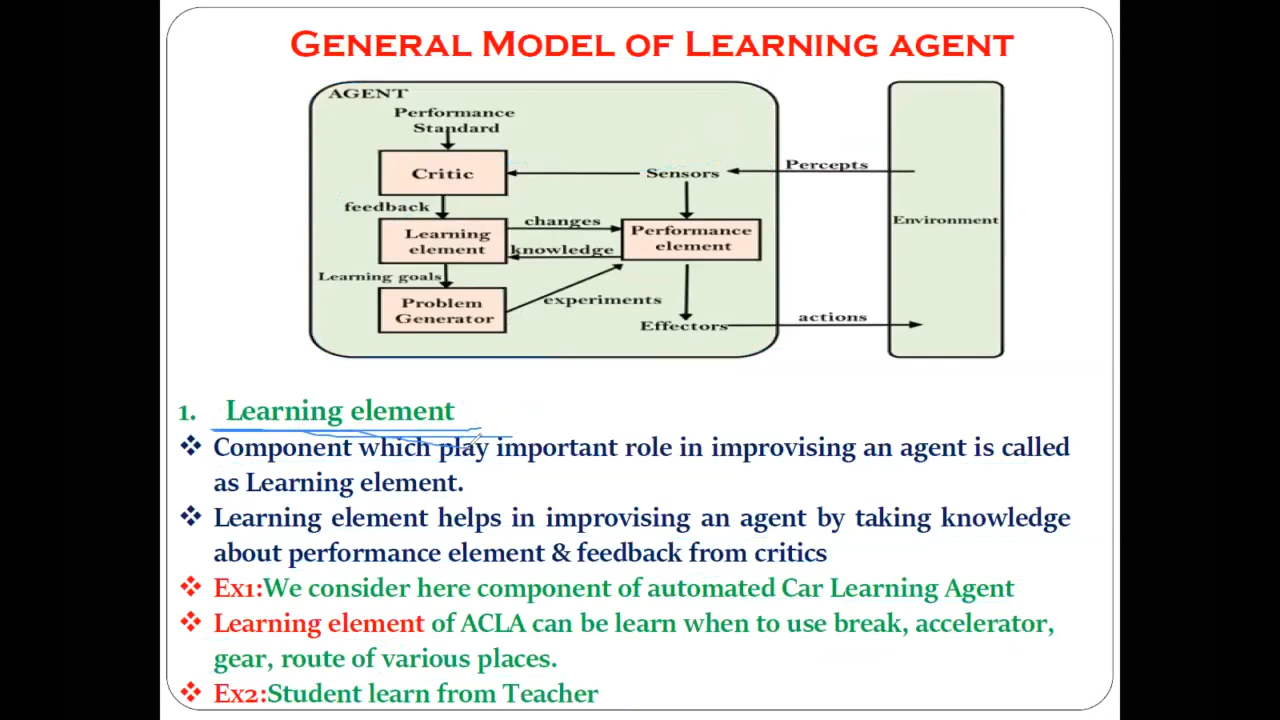 GENERAL MODEL OF LEARNING AGENT
AGENT
Performance
Standard
Critic
Sensors
Percepts
feedback
changes
Learning
element
Performance
element
Environment
knowledge
Learning goals
Problem
Generator
experiments
Effectors
actions
1. Learning element
Component which play important role in improvising an agent is called
as Learning element.
Learning element helps in improvising an agent by taking knowledge
about performance element & feedback from critics
Ex1:We consider here component of automated Car Learning Agent
Learning element of ACLA can be learn when to use break, accelerator,
gear, route of various places.
Ex2:Student learn from Teacher